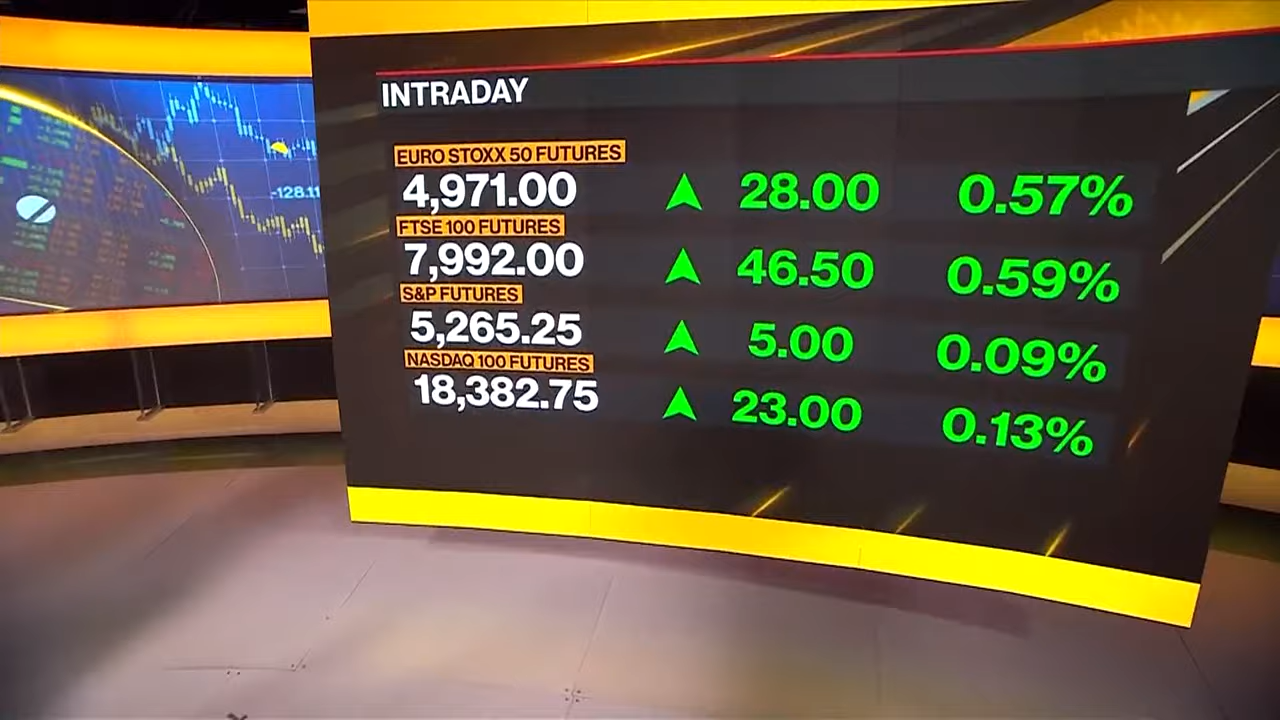 INTRADAY
EURO STOXX 50 FUTURES
4,971.00 28.00 0.57%
FTSE 100 FUTURES
7,992.00 46.50 0.59%
S&P FUTURES
5,265.25 5.00 0.09%
NASDAQ 100 FUTURES
18,382.75 23.00 0.13%
-128.11